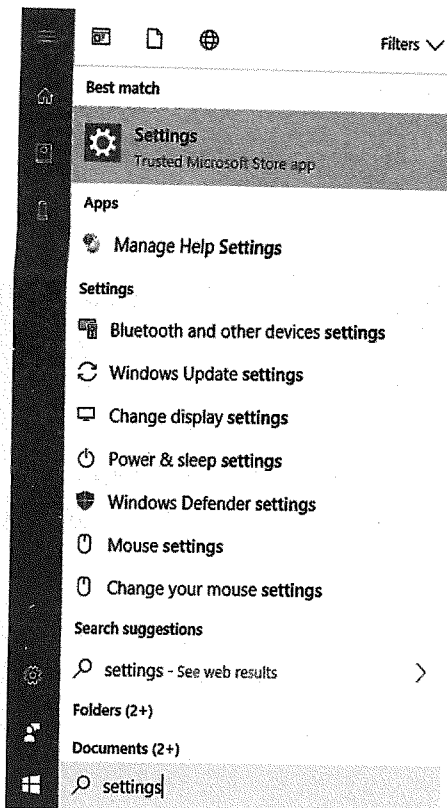 Filters
Best match
Settings
Trusted Microsoft Store app
Apps
Manage Help Settings
Settings
Bluetooth and other devices settings
Windows Update settings
Change display settings
Power & sleep settings
Windows Defender settings
Mouse settings
Change your mouse settings
Search suggestions
settings - See web results
Folders (2+)
Documents (2+)
settings